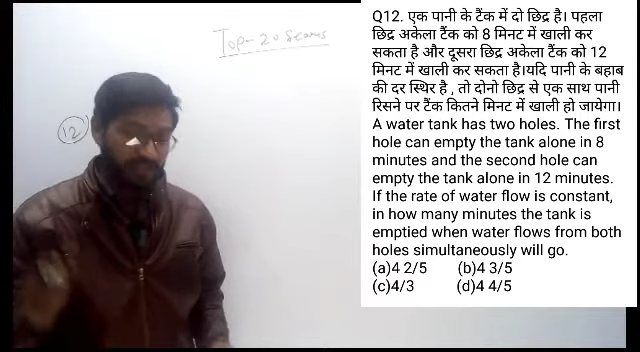 Top-20 Series
12
Q12. एक पानी के टैंक में दो छिद्र है। पहला
छिद्र अकेला टैंक को 8 मिनट में खाली कर
सकता है और दूसरा छिद्र अकेला टैंक को 12
मिनट में खाली कर सकता है।यदि पानी के बहाब
की दर स्थिर है , तो दोनो छिद्र से एक साथ पानी
रिसने पर टैंक कितने मिनट में खाली हो जायेगा।
A water tank has two holes. The first
hole can empty the tank alone in 8
minutes and the second hole can
empty the tank alone in 12 minutes.
If the rate of water flow is constant,
in how many minutes the tank is
emptied when water flows from both
holes simultaneously will go.
(a)4 2/5 (b)4 3/5
(c)4/3 (d)4 4/5